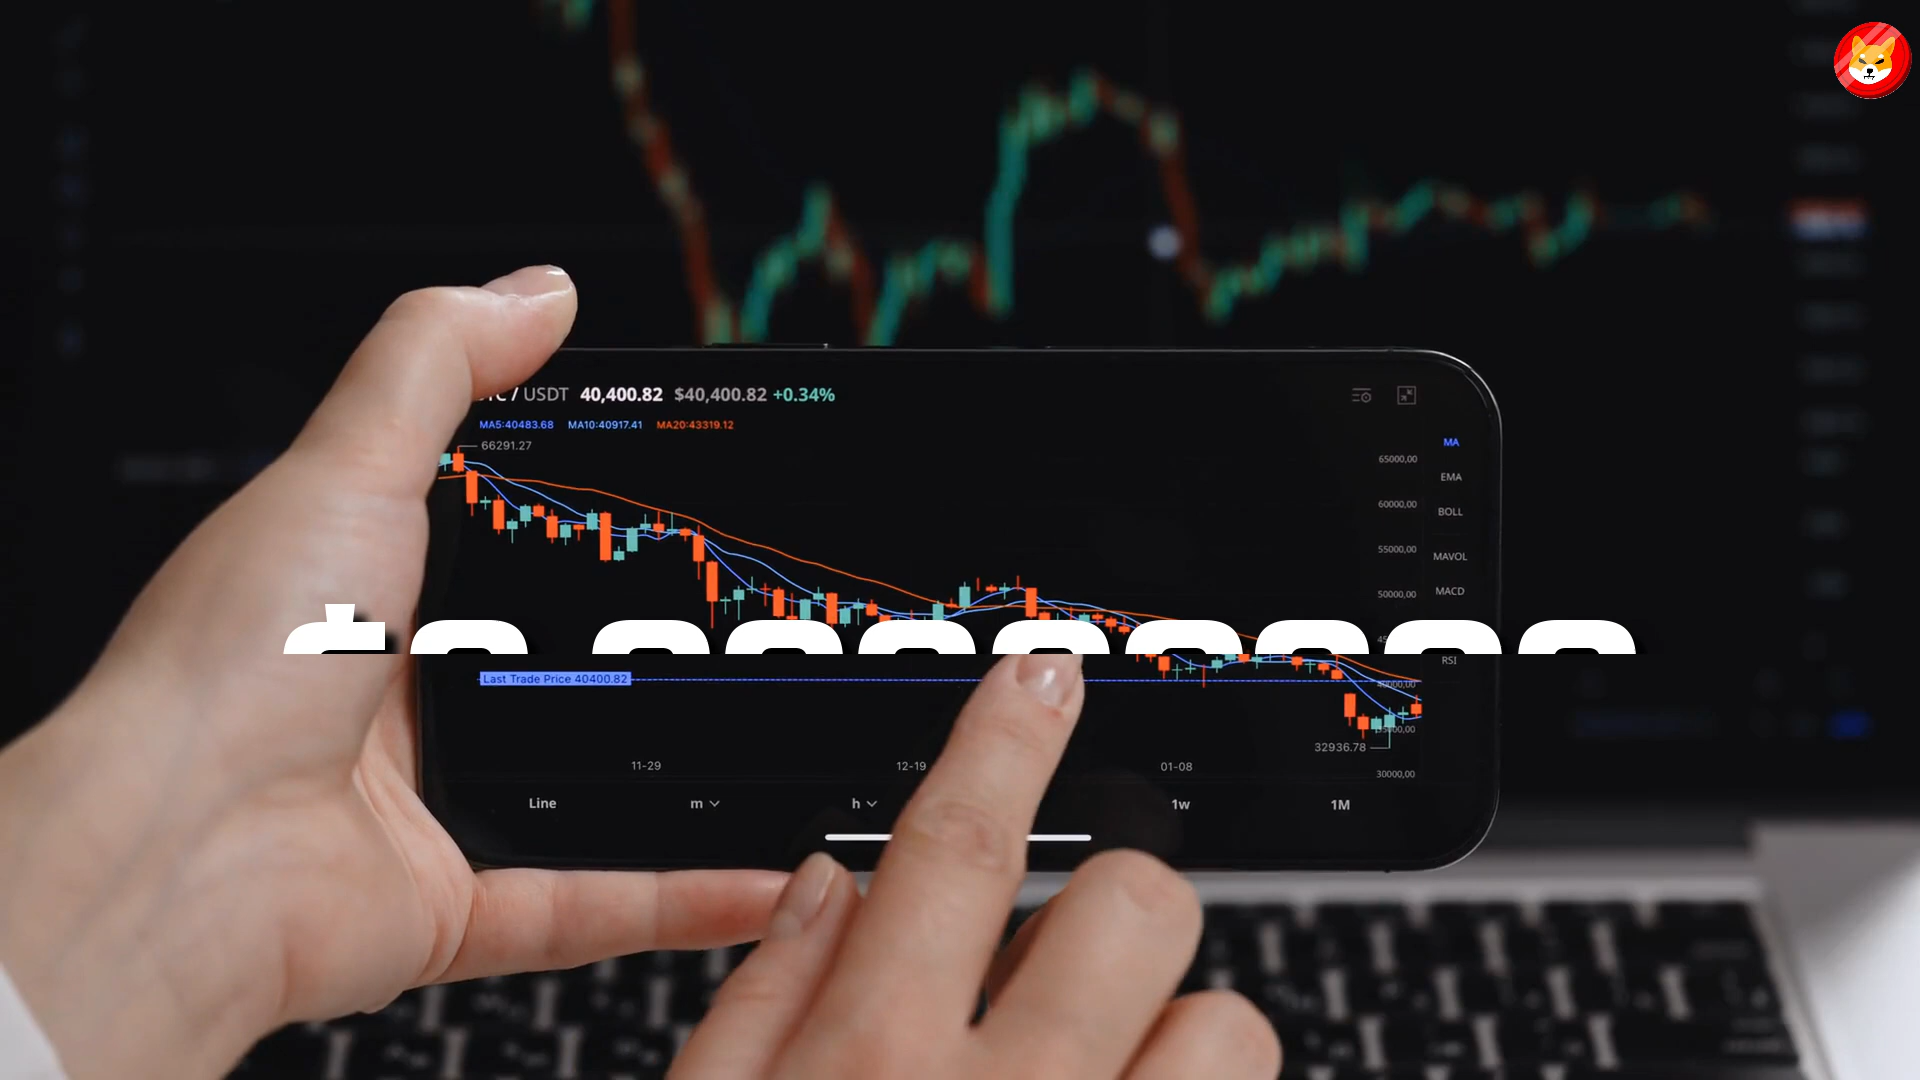 / USDT 40,400.82 $40,400.82 +0.34%
MA5:40483.68 MA10:40917.41 MA20:43319.12
66291.27
MA
65000,00
EMA
60000,00
BOLL
55000,00
MAVOL
50000,00
MACD
RSI
Last Trade Price 40400.82
40000,00
32936.78
30000,00
11-29 12-19 01-08
Line m h 1w 1M